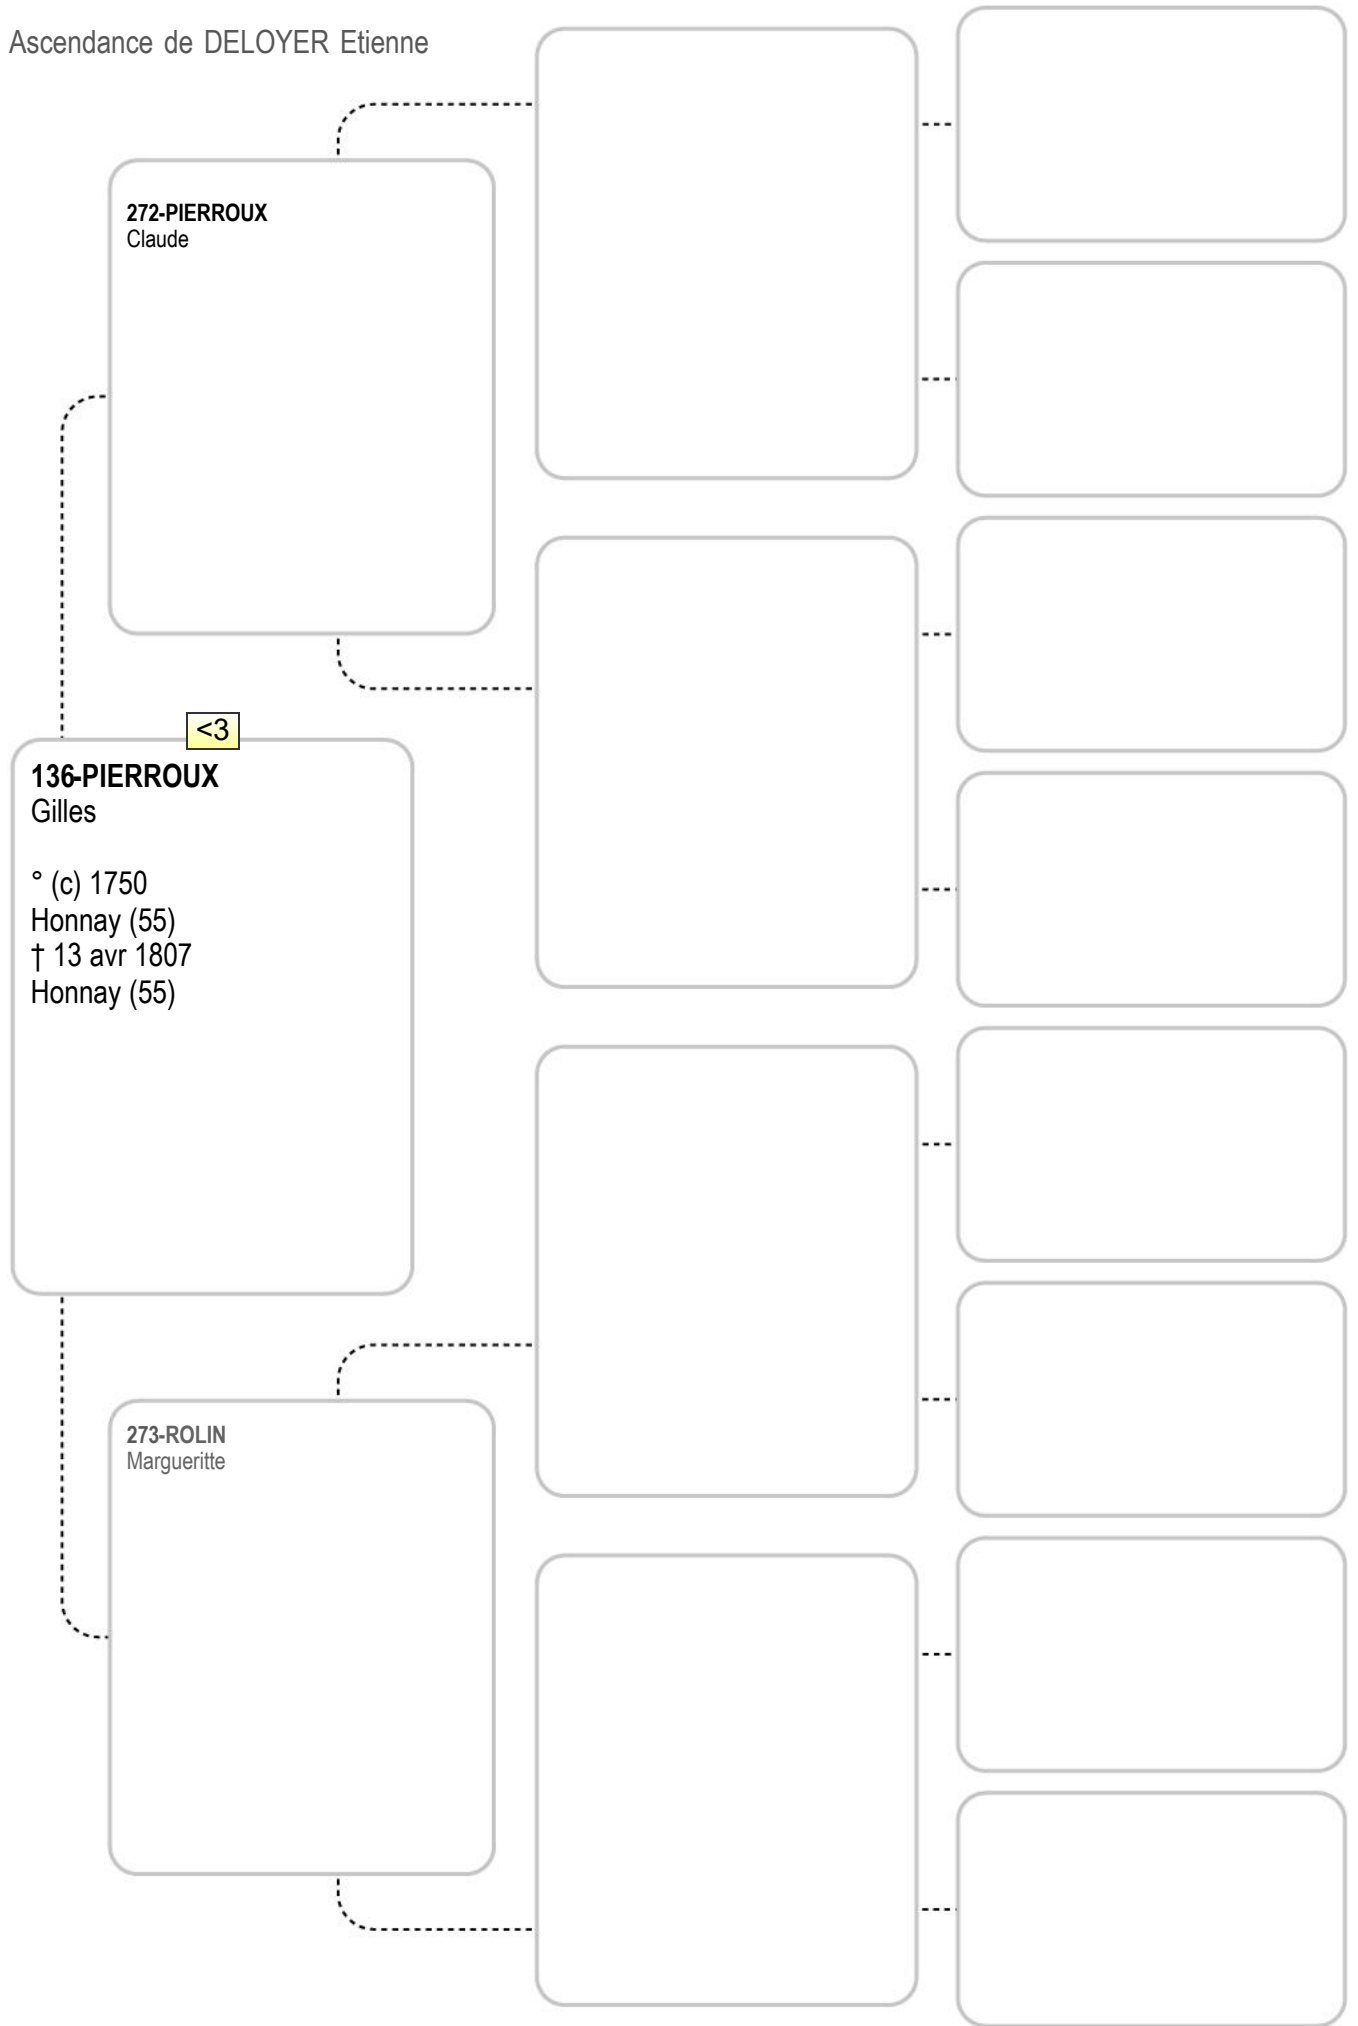 Ascendance de DELOYER Etienne
272-PIERROUX
Claude
<3
136-PIERROUX
Gilles
° (c) 1750
Honnay (55)
† 13 avr 1807
Honnay (55)
273-ROLIN
Margueritte